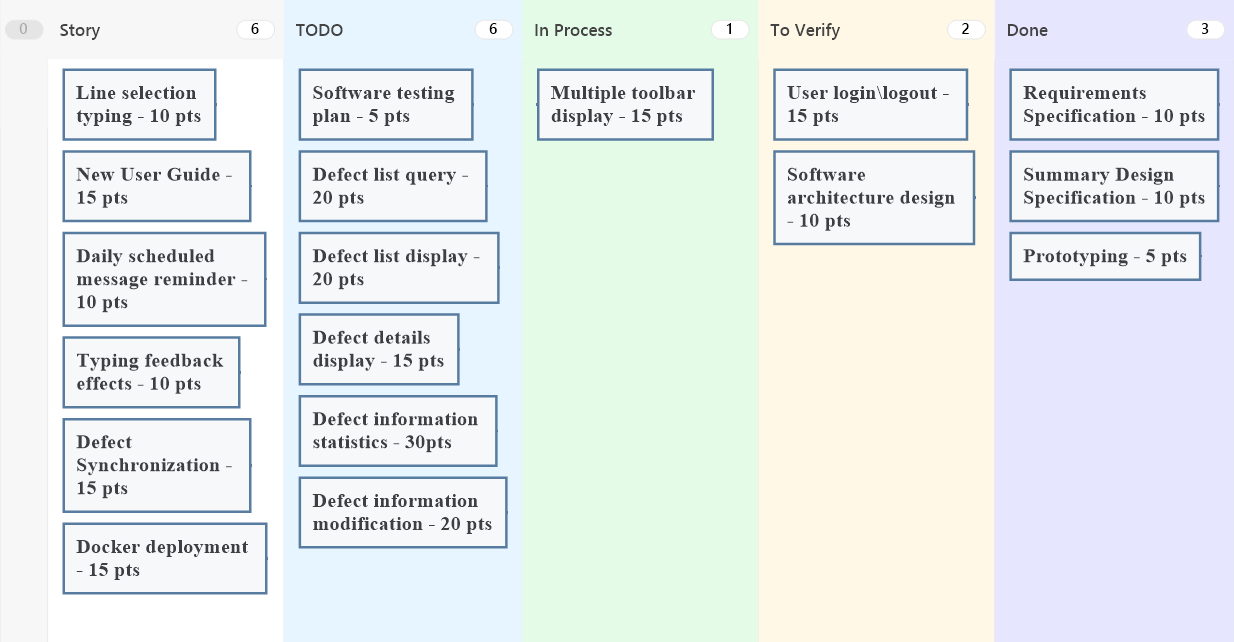 0
Story
6
Line selection
typing - 10 pts
New User Guide -
15 pts
Daily scheduled
message reminder -
10 pts
Typing feedback
effects - 10 pts
Defect
Synchronization -
15 pts
Docker deployment
- 15 pts
TODO
6
Software testing
plan - 5 pts
Defect list query -
20 pts
Defect list display -
20 pts
Defect details
display - 15 pts
Defect information
statistics - 30pts
Defect information
modification - 20 pts
In Process
1
Multiple toolbar
display - 15 pts
To Verify
2
User login\logout -
15 pts
Software
architecture design
- 10 pts
Done
3
Requirements
Specification - 10 pts
Summary Design
Specification - 10 pts
Prototyping - 5 pts